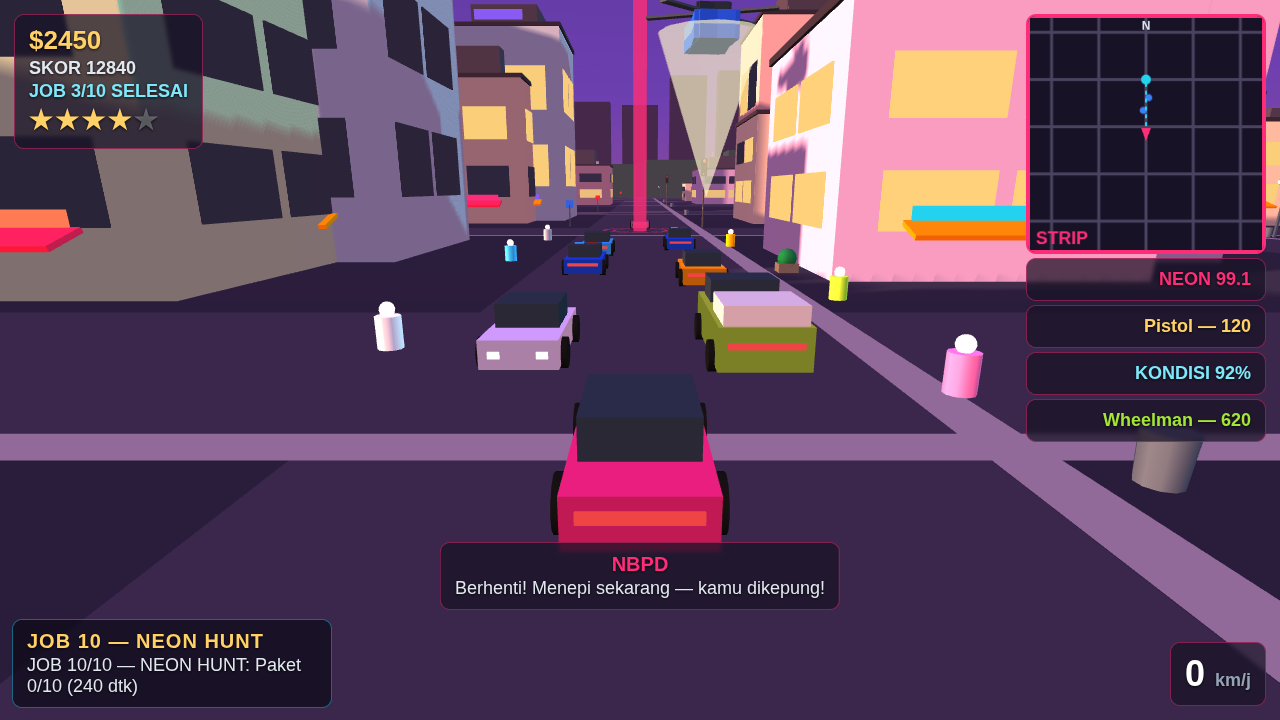 $2450
SKOR 12840
JOB 3/10 SELESAI
★★★★★
N
STRIP
NEON 99.1
Pistol — 120
KONDISI 92%
Wheelman — 620
NBPD
Berhenti! Menepi sekarang — kamu dikepung!
JOB 10 — NEON HUNT
JOB 10/10 — NEON HUNT: Paket
0/10 (240 dtk)
0 km/j